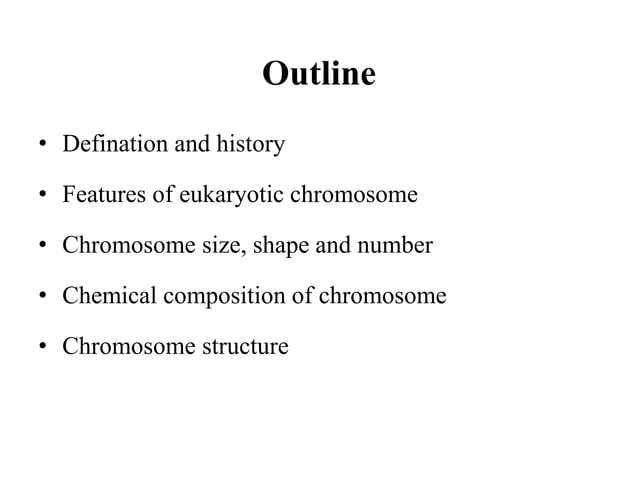 Outline
• Defination and history
• Features of eukaryotic chromosome
• Chromosome size, shape and number
• Chemical composition of chromosome
• Chromosome structure